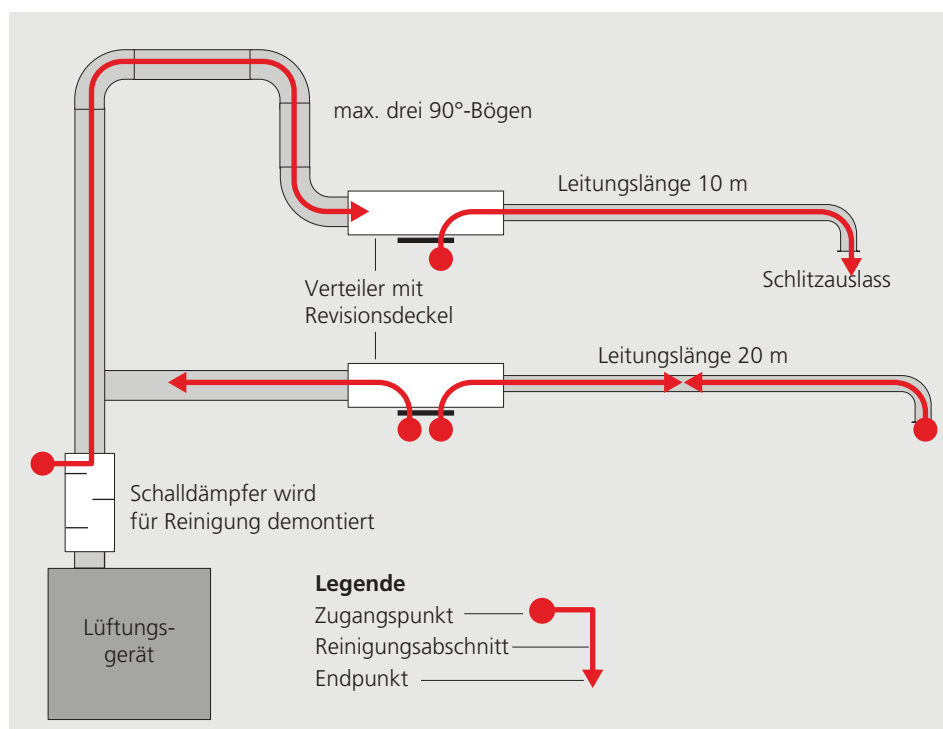 max. drei 90°-Bögen
Leitungslänge 10 m
Schlitzauslass
Verteiler mit
Revisionsdeckel
Leitungslänge 20 m
Schalldämpfer wird
für Reinigung demontiert
Lüftungs-
gerät
Legende
Zugangspunkt
Reinigungsabschnitt
Endpunkt